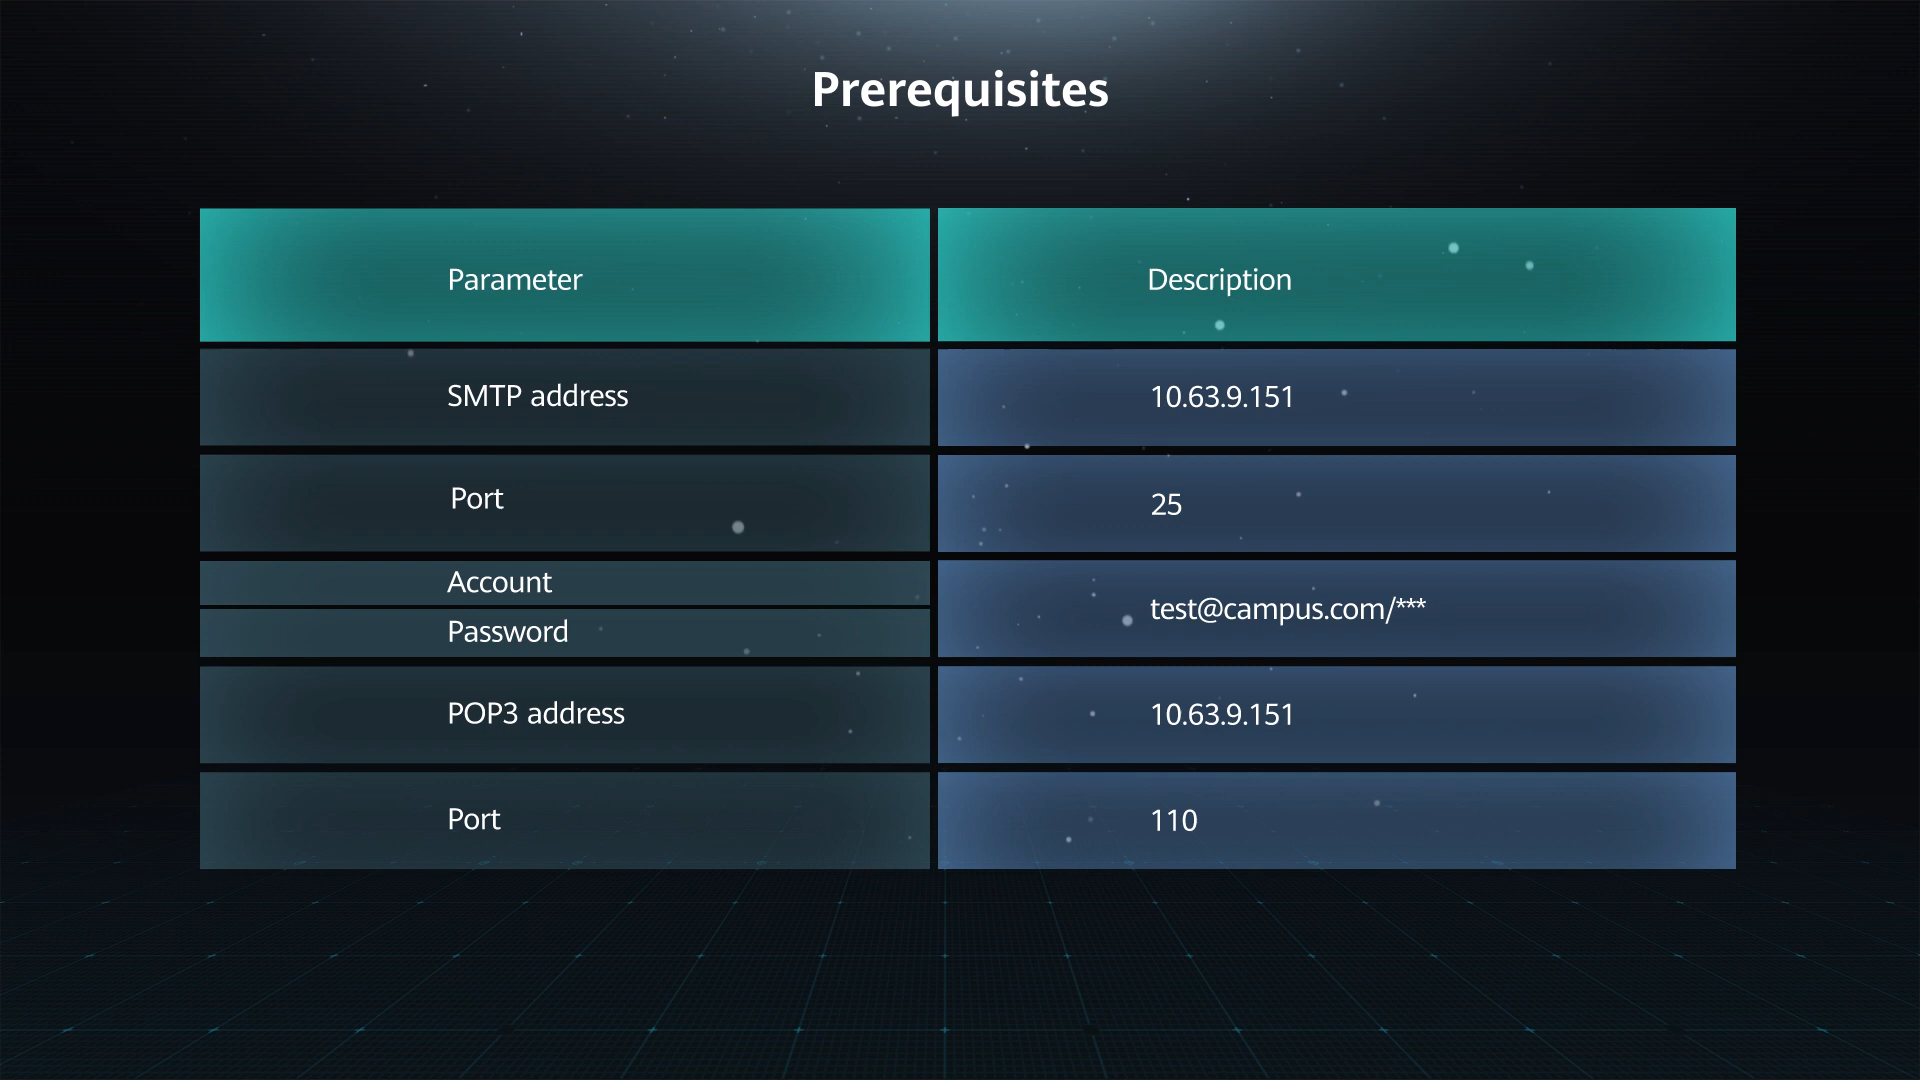 Prerequisites
Parameter
Description
SMTP address
10.63.9.151
Port
25
Account
Password
test@campus.com/***
POP3 address
10.63.9.151
Port
110